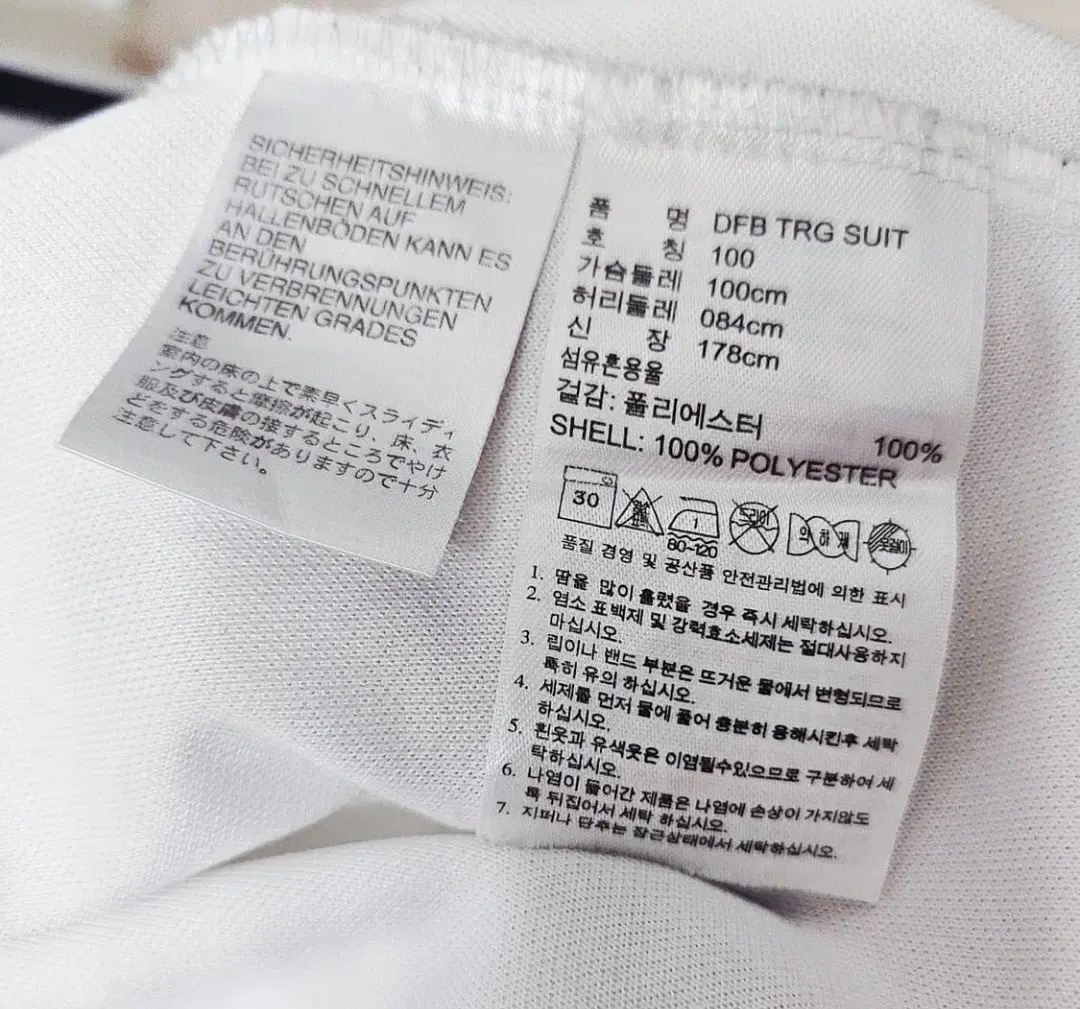 SICHERHEITSHINWEIS:
BEI ZU SCHNELLEM
RUTSCHEN AUF
HALLENBÖDEN KANN ES
AN DEN
BERÜHRUNGSPUNKTEN
ZU VERBRENNUNGEN
LEICHTEN GRADES
KOMMEN.
注意
室内の床の上で素早くスライディ
ングすると摩擦が起こり、床、衣
服及び皮膚の接するところでやけ
どをする危険がありますので十分
注意して下さい。
품 명 DFB TRG SUIT
호 칭 100
가슴둘레 100cm
허리둘레 084cm
신 장 178cm
섬유혼용율
겉감: 폴리에스터 100%
SHELL: 100% POLYESTER
30 80~120 드라이 약하게 옷걸이
품질 경영 및 공산품 안전관리법에 의한 표시
1. 땀을 많이 흘렸을 경우 즉시 세탁하십시오.
2. 염소 표백제 및 강력효소세제는 절대사용하지
마십시오.
3. 립이나 밴드 부분은 뜨거운 물에서 변형되므로
특히 유의 하십시오.
4. 세제를 먼저 물에 풀어 충분히 용해시킨후 세탁
하십시오.
5. 흰옷과 유색옷은 이염될수있으므로 구분하여 세
탁하십시오.
6. 나염이 들어간 제품은 나염에 손상이 가지않도
록 뒤집어서 세탁 하십시오.
7. 지퍼나 단추는 잠근상태에서 세탁하십시오.